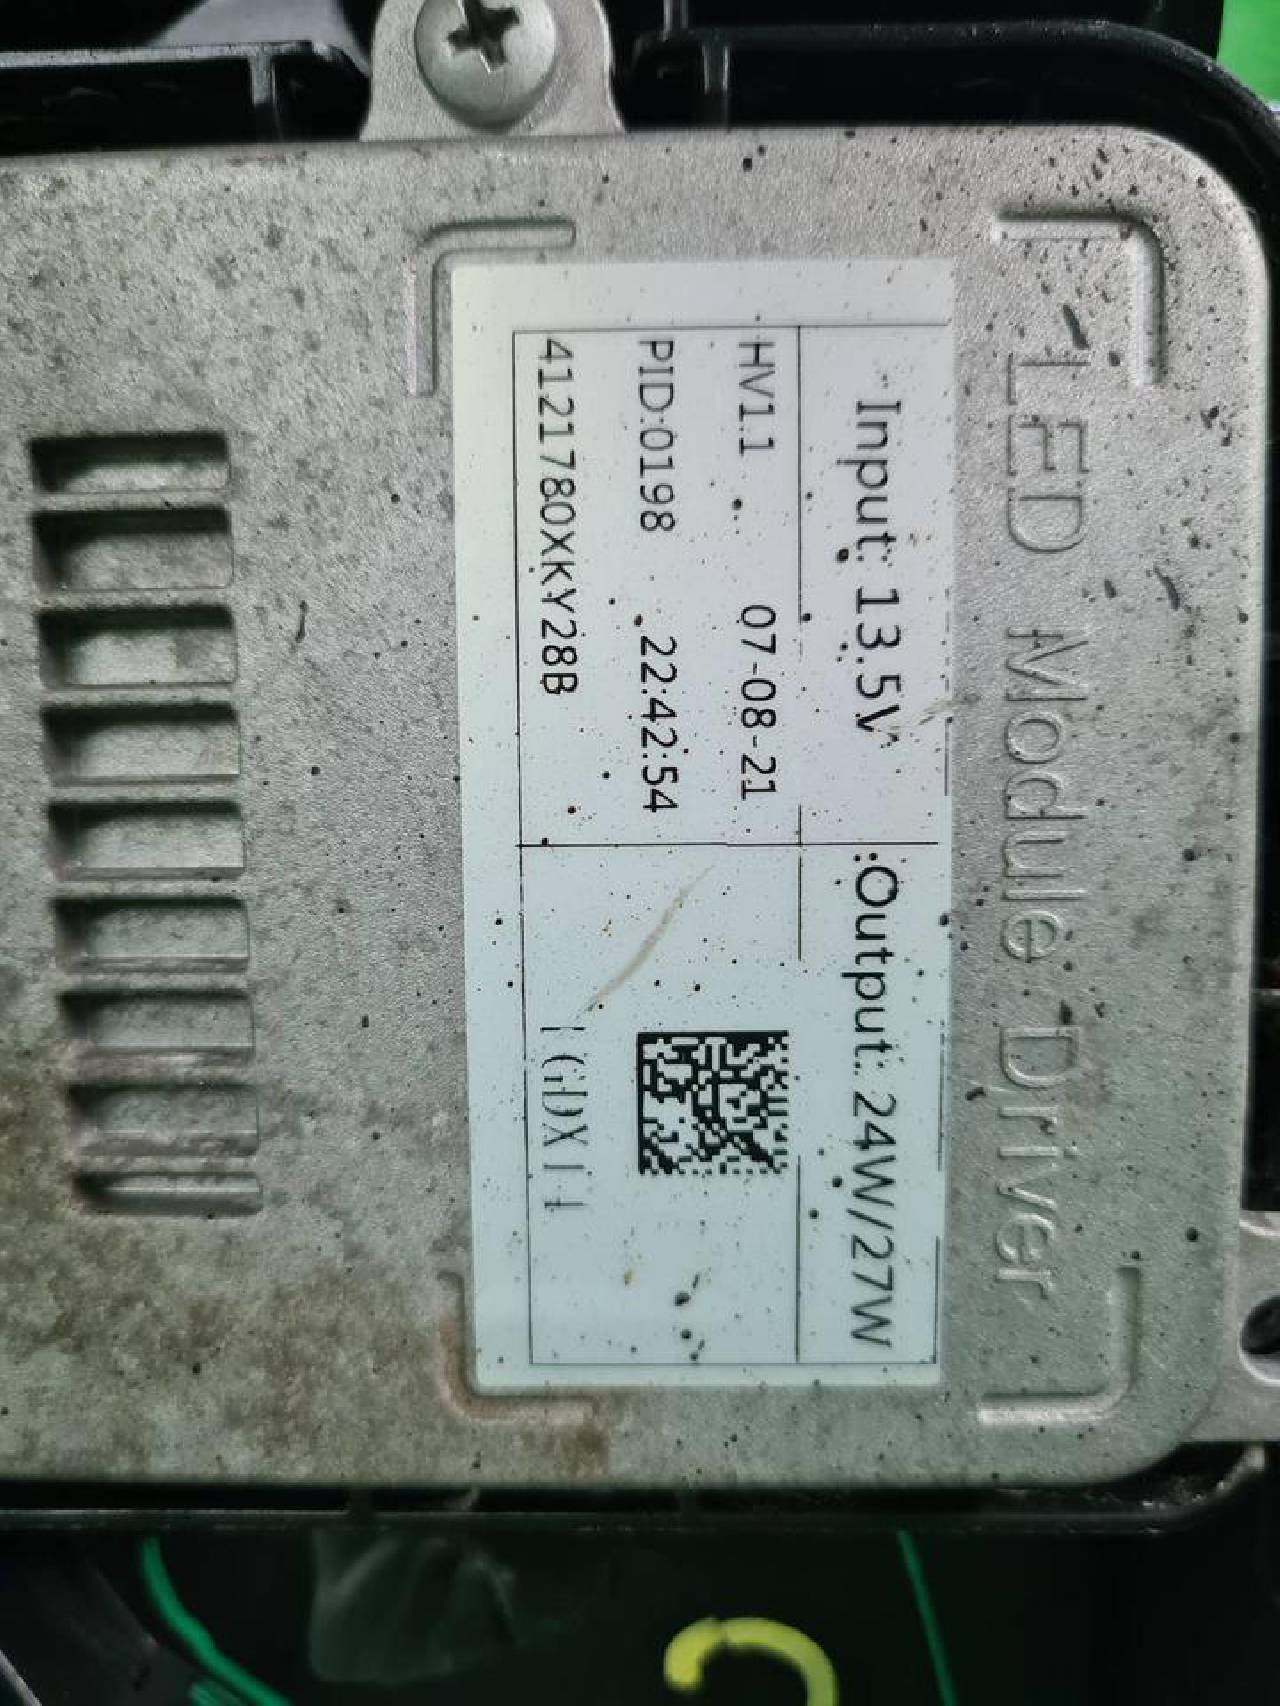 LED Module Driver
Input: 13.5V
Output: 24W/27W
HV1.1
07-08-21
PID:0198
22:42:54
4121780XKY28B